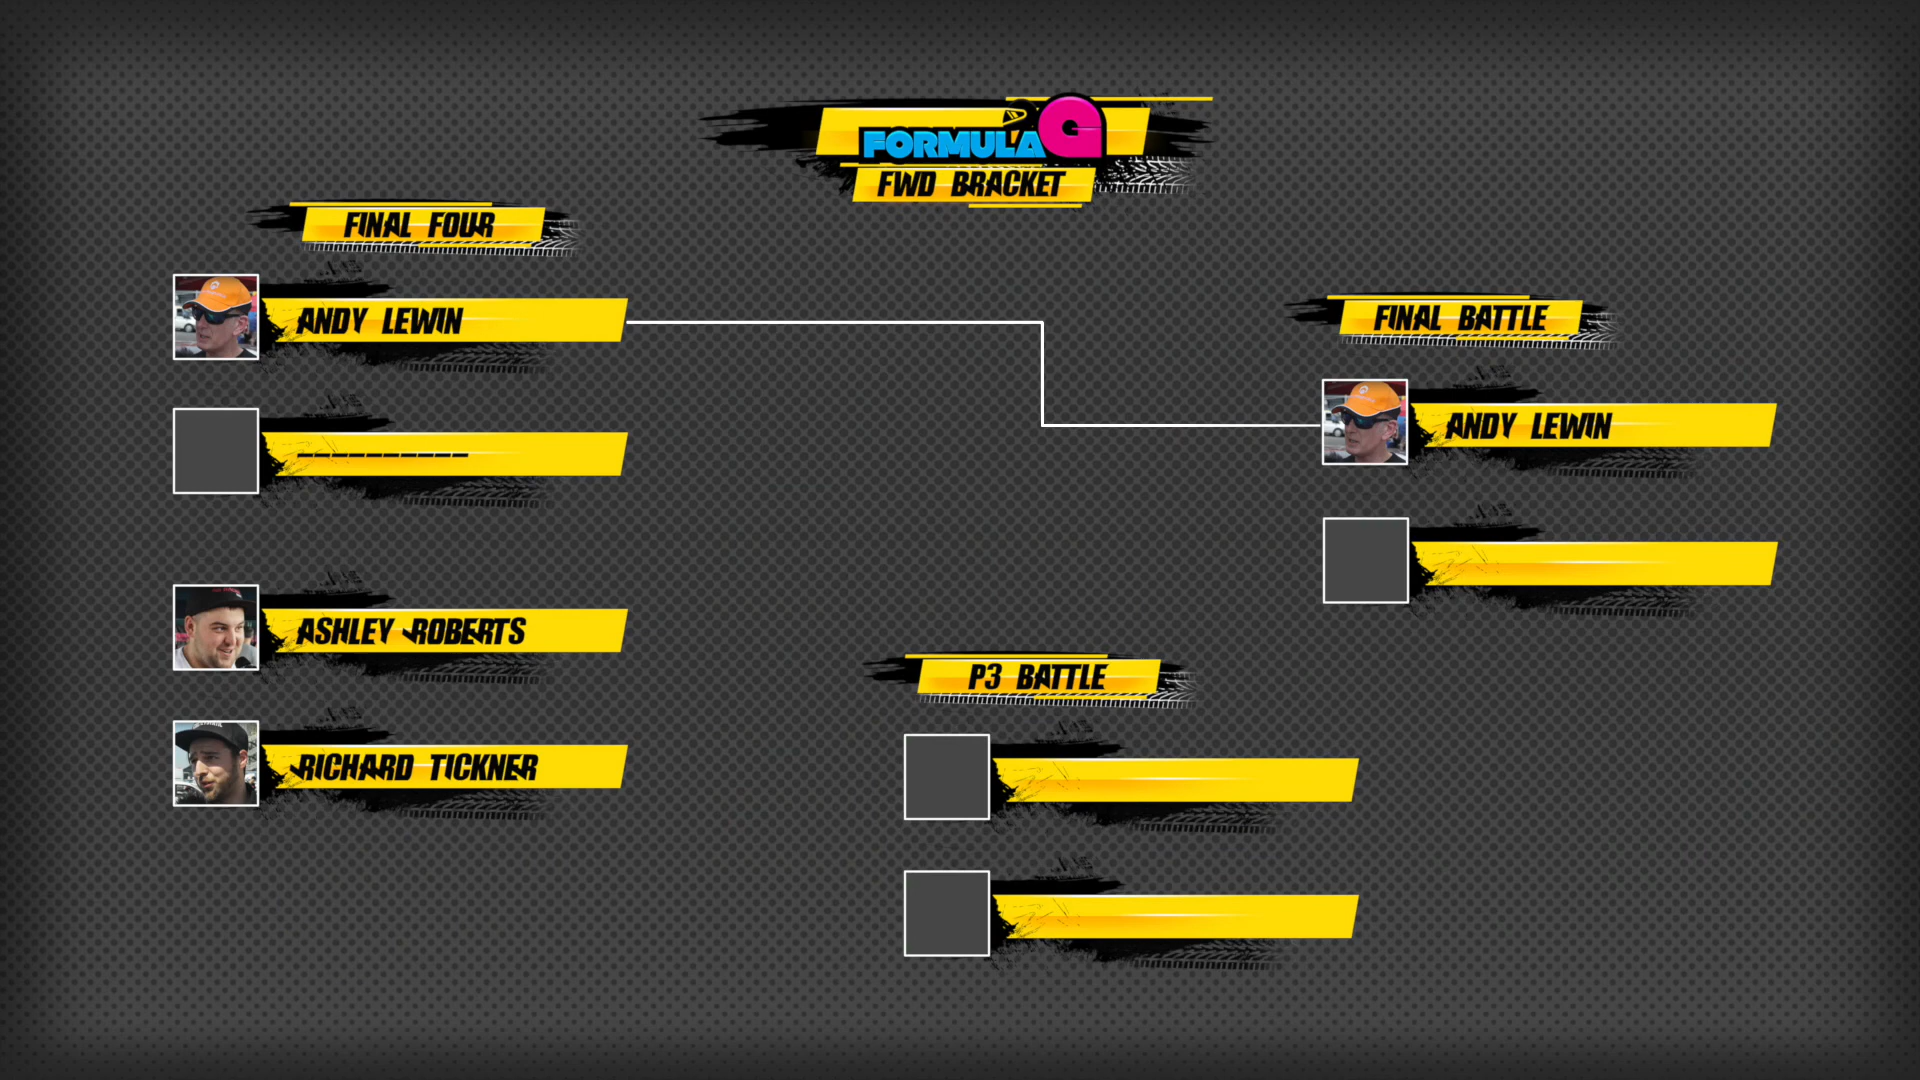 FORMULA G
FWD BRACKET
FINAL FOUR
ANDY LEWIN
----------
ASHLEY ROBERTS
RICHARD TICKNER
FINAL BATTLE
ANDY LEWIN
P3 BATTLE